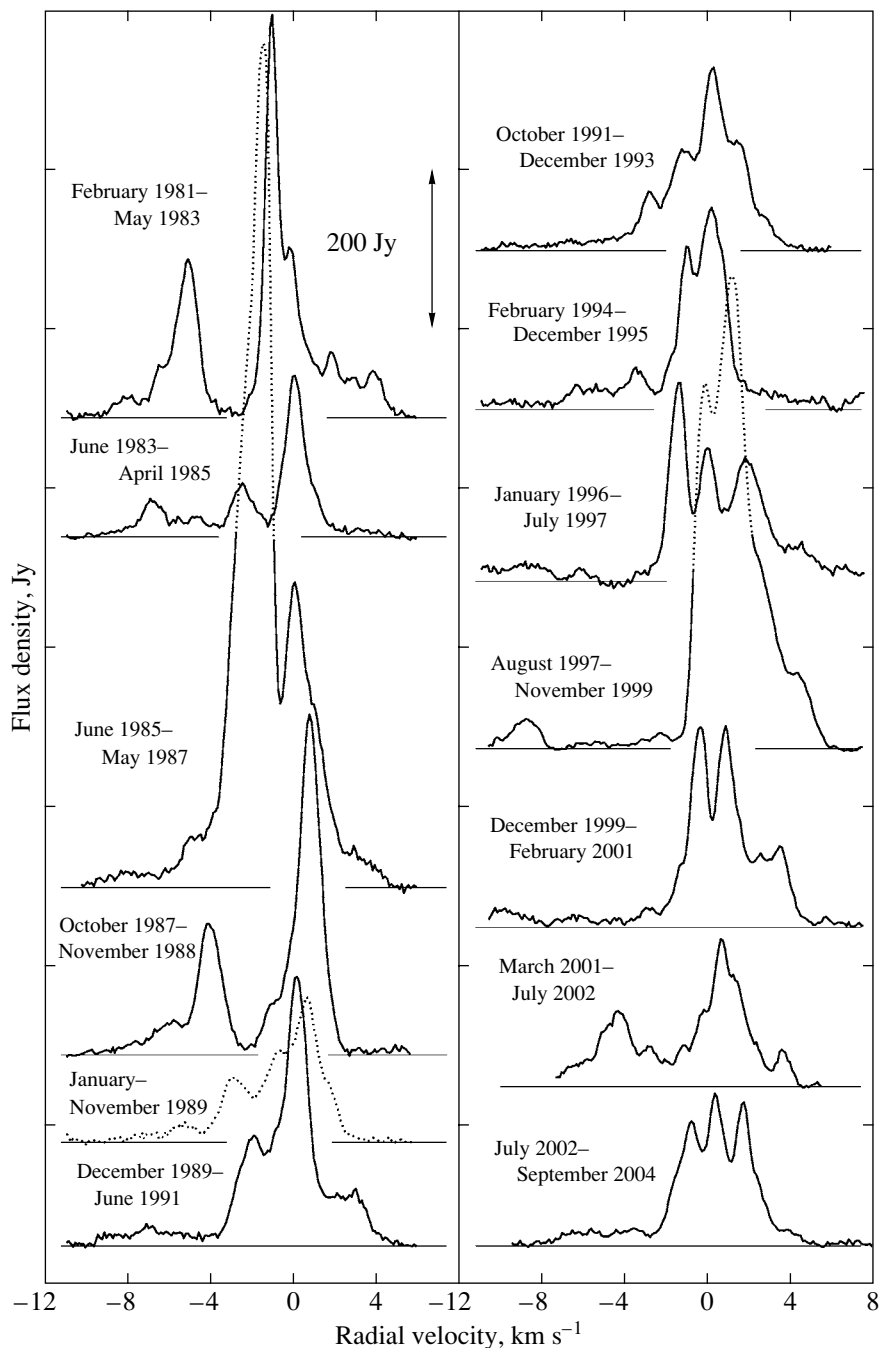 February 1981–
May 1983
200 Jy
June 1983–
April 1985
June 1985–
May 1987
October 1987–
November 1988
January–
November 1989
December 1989–
June 1991
October 1991–
December 1993
February 1994–
December 1995
January 1996–
July 1997
August 1997–
November 1999
December 1999–
February 2001
March 2001–
July 2002
July 2002–
September 2004
Flux density, Jy
−12 −8 −4 0 4 −12 −8 −4 0 4 8
Radial velocity, km s⁻¹